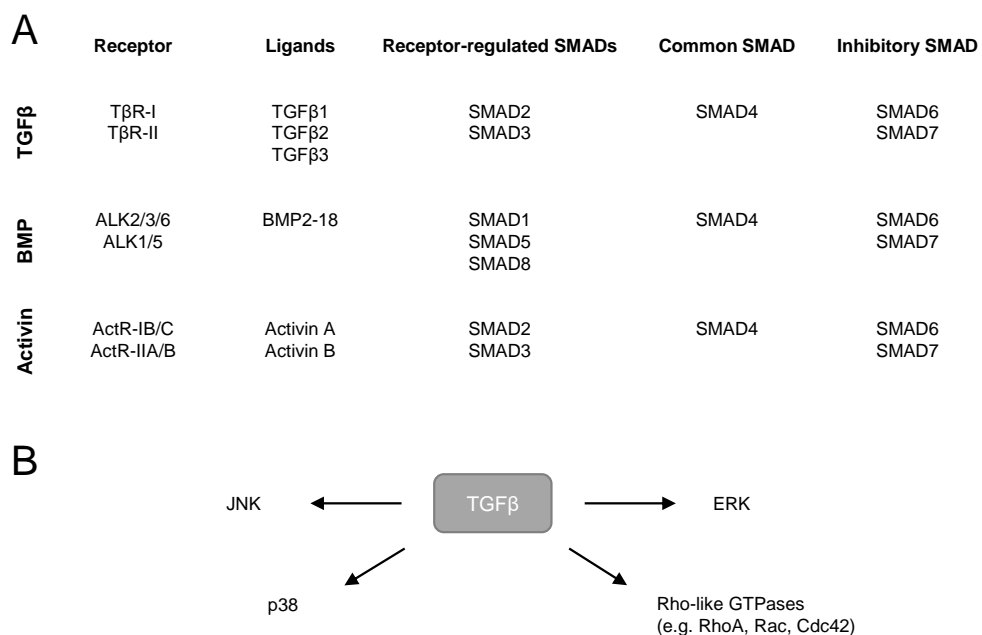 A
Receptor Ligands Receptor-regulated SMADs Common SMAD Inhibitory SMAD
TGFβ
TβR-I TGFβ1 SMAD2 SMAD4 SMAD6
TβR-II TGFβ2 SMAD3 SMAD7
TGFβ3
BMP
ALK2/3/6 BMP2-18 SMAD1 SMAD4 SMAD6
ALK1/5 SMAD5 SMAD7
SMAD8
Activin
ActR-IB/C Activin A SMAD2 SMAD4 SMAD6
ActR-IIA/B Activin B SMAD3 SMAD7
B
JNK TGFβ ERK
p38 Rho-like GTPases
(e.g. RhoA, Rac, Cdc42)